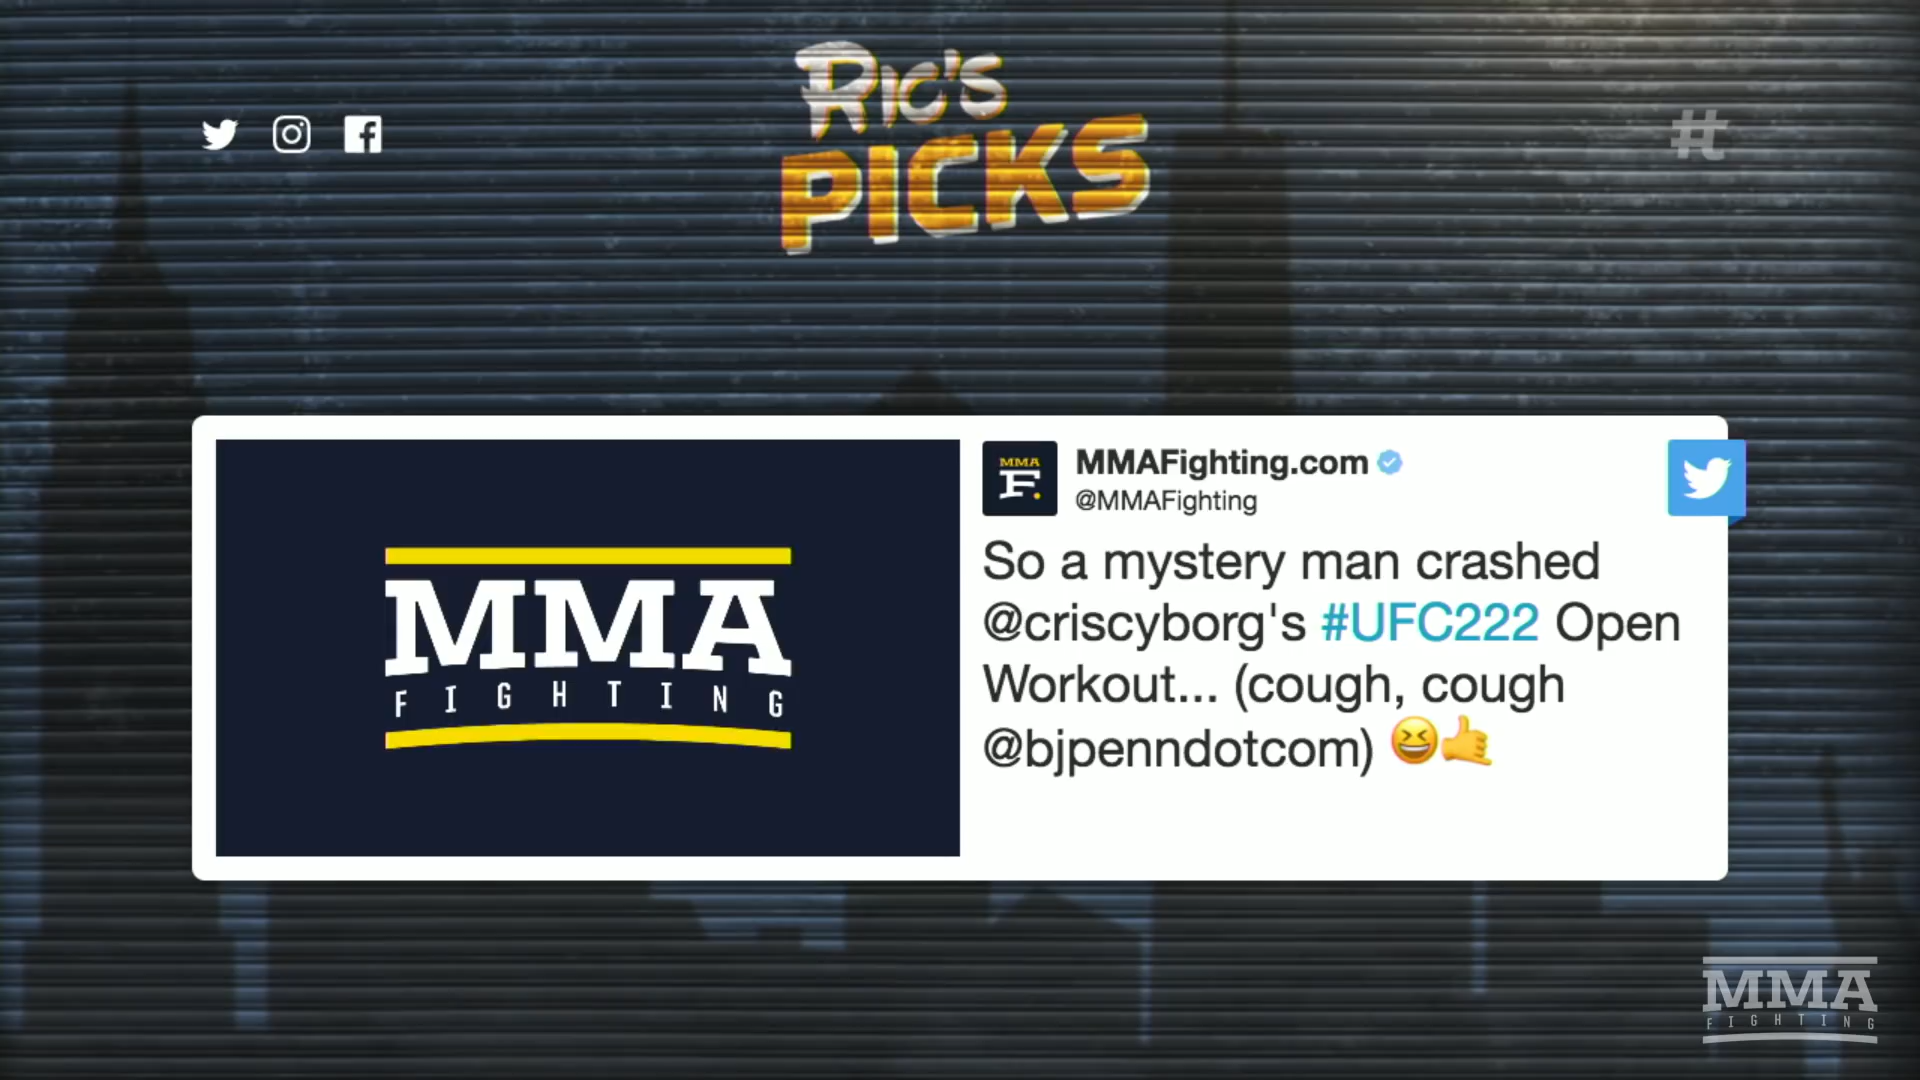 Ric's
PICKS
#
MMA
FIGHTING
MMA
F.
MMAFighting.com
@MMAFighting
So a mystery man crashed
@criscyborg's #UFC222 Open
Workout... (cough, cough
@bjpenndotcom) 😆🤙
MMA
FIGHTING